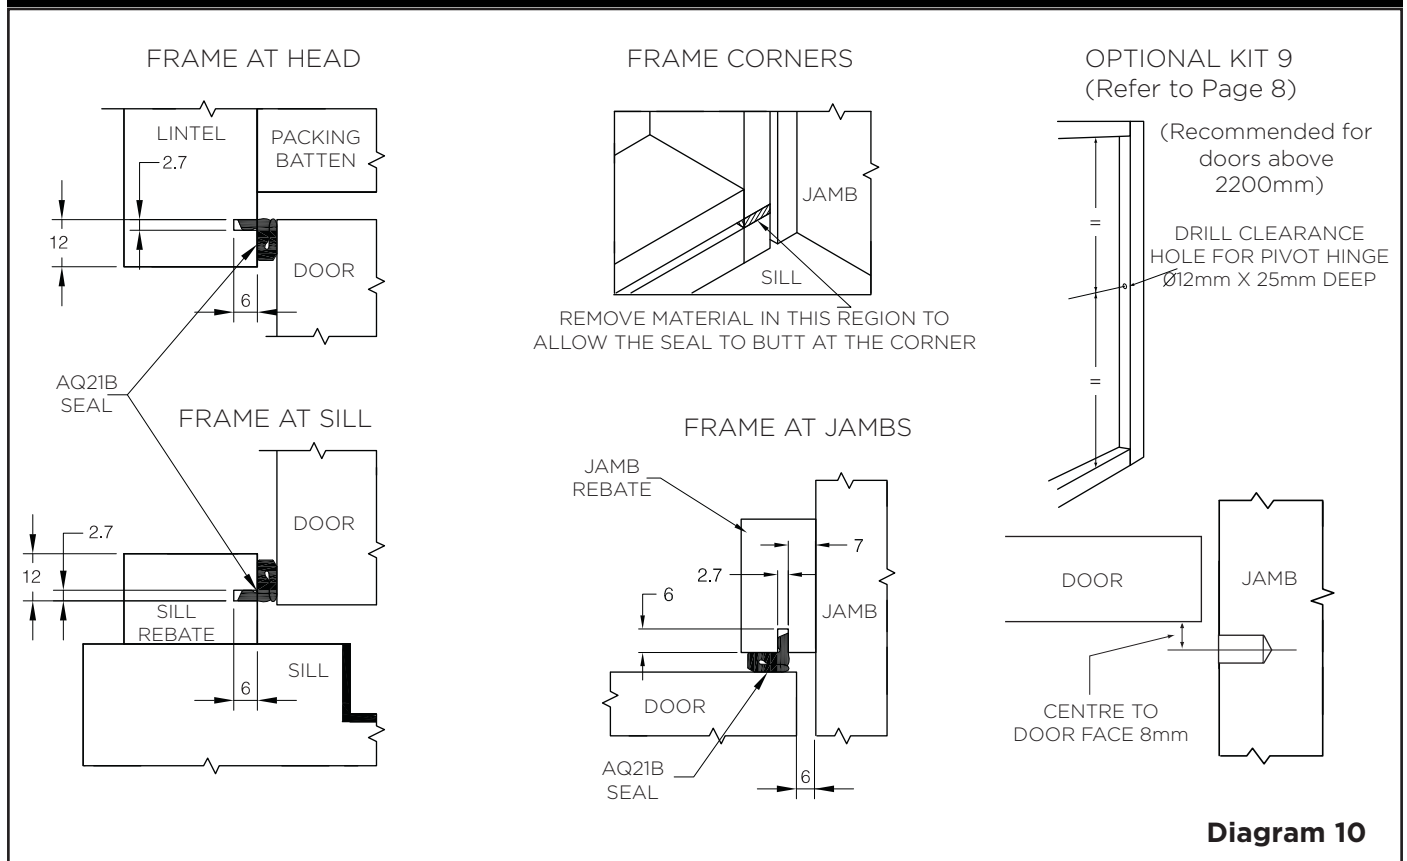 FRAME AT HEAD
LINTEL
PACKING
BATTEN
2.7
12
DOOR
6
AQ21B
SEAL
FRAME AT SILL
DOOR
2.7
12
SILL
REBATE
SILL
6
FRAME CORNERS
JAMB
SILL
REMOVE MATERIAL IN THIS REGION TO
ALLOW THE SEAL TO BUTT AT THE CORNER
FRAME AT JAMBS
JAMB
REBATE
7
2.7
6
JAMB
DOOR
AQ21B
SEAL
6
OPTIONAL KIT 9
(Refer to Page 8)
(Recommended for
doors above
2200mm)
=
DRILL CLEARANCE
HOLE FOR PIVOT HINGE
Ø12mm X 25mm DEEP
=
DOOR
JAMB
CENTRE TO
DOOR FACE 8mm
Diagram 10